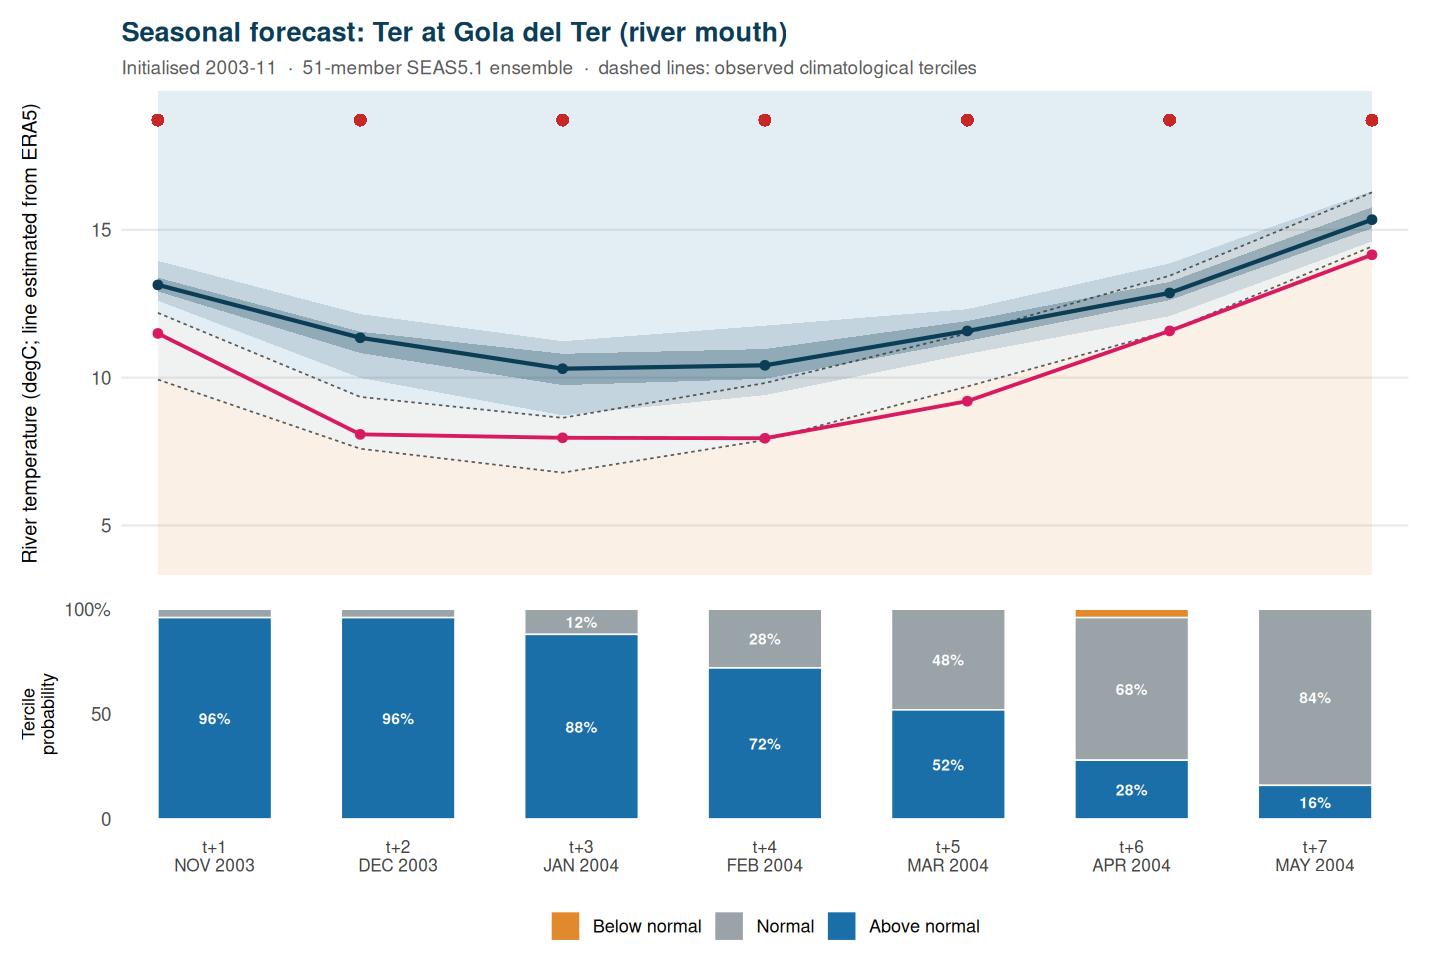 Seasonal forecast: Ter at Gola del Ter (river mouth)
Initialised 2003-11 · 51-member SEAS5.1 ensemble · dashed lines: observed climatological terciles
River temperature (degC; line estimated from ERA5)
15
10
5
Tercile
probability
100%
50
0
96%
96%
88%
12%
72%
28%
52%
48%
28%
68%
16%
84%
t+1
NOV 2003
t+2
DEC 2003
t+3
JAN 2004
t+4
FEB 2004
t+5
MAR 2004
t+6
APR 2004
t+7
MAY 2004
Below normal
Normal
Above normal